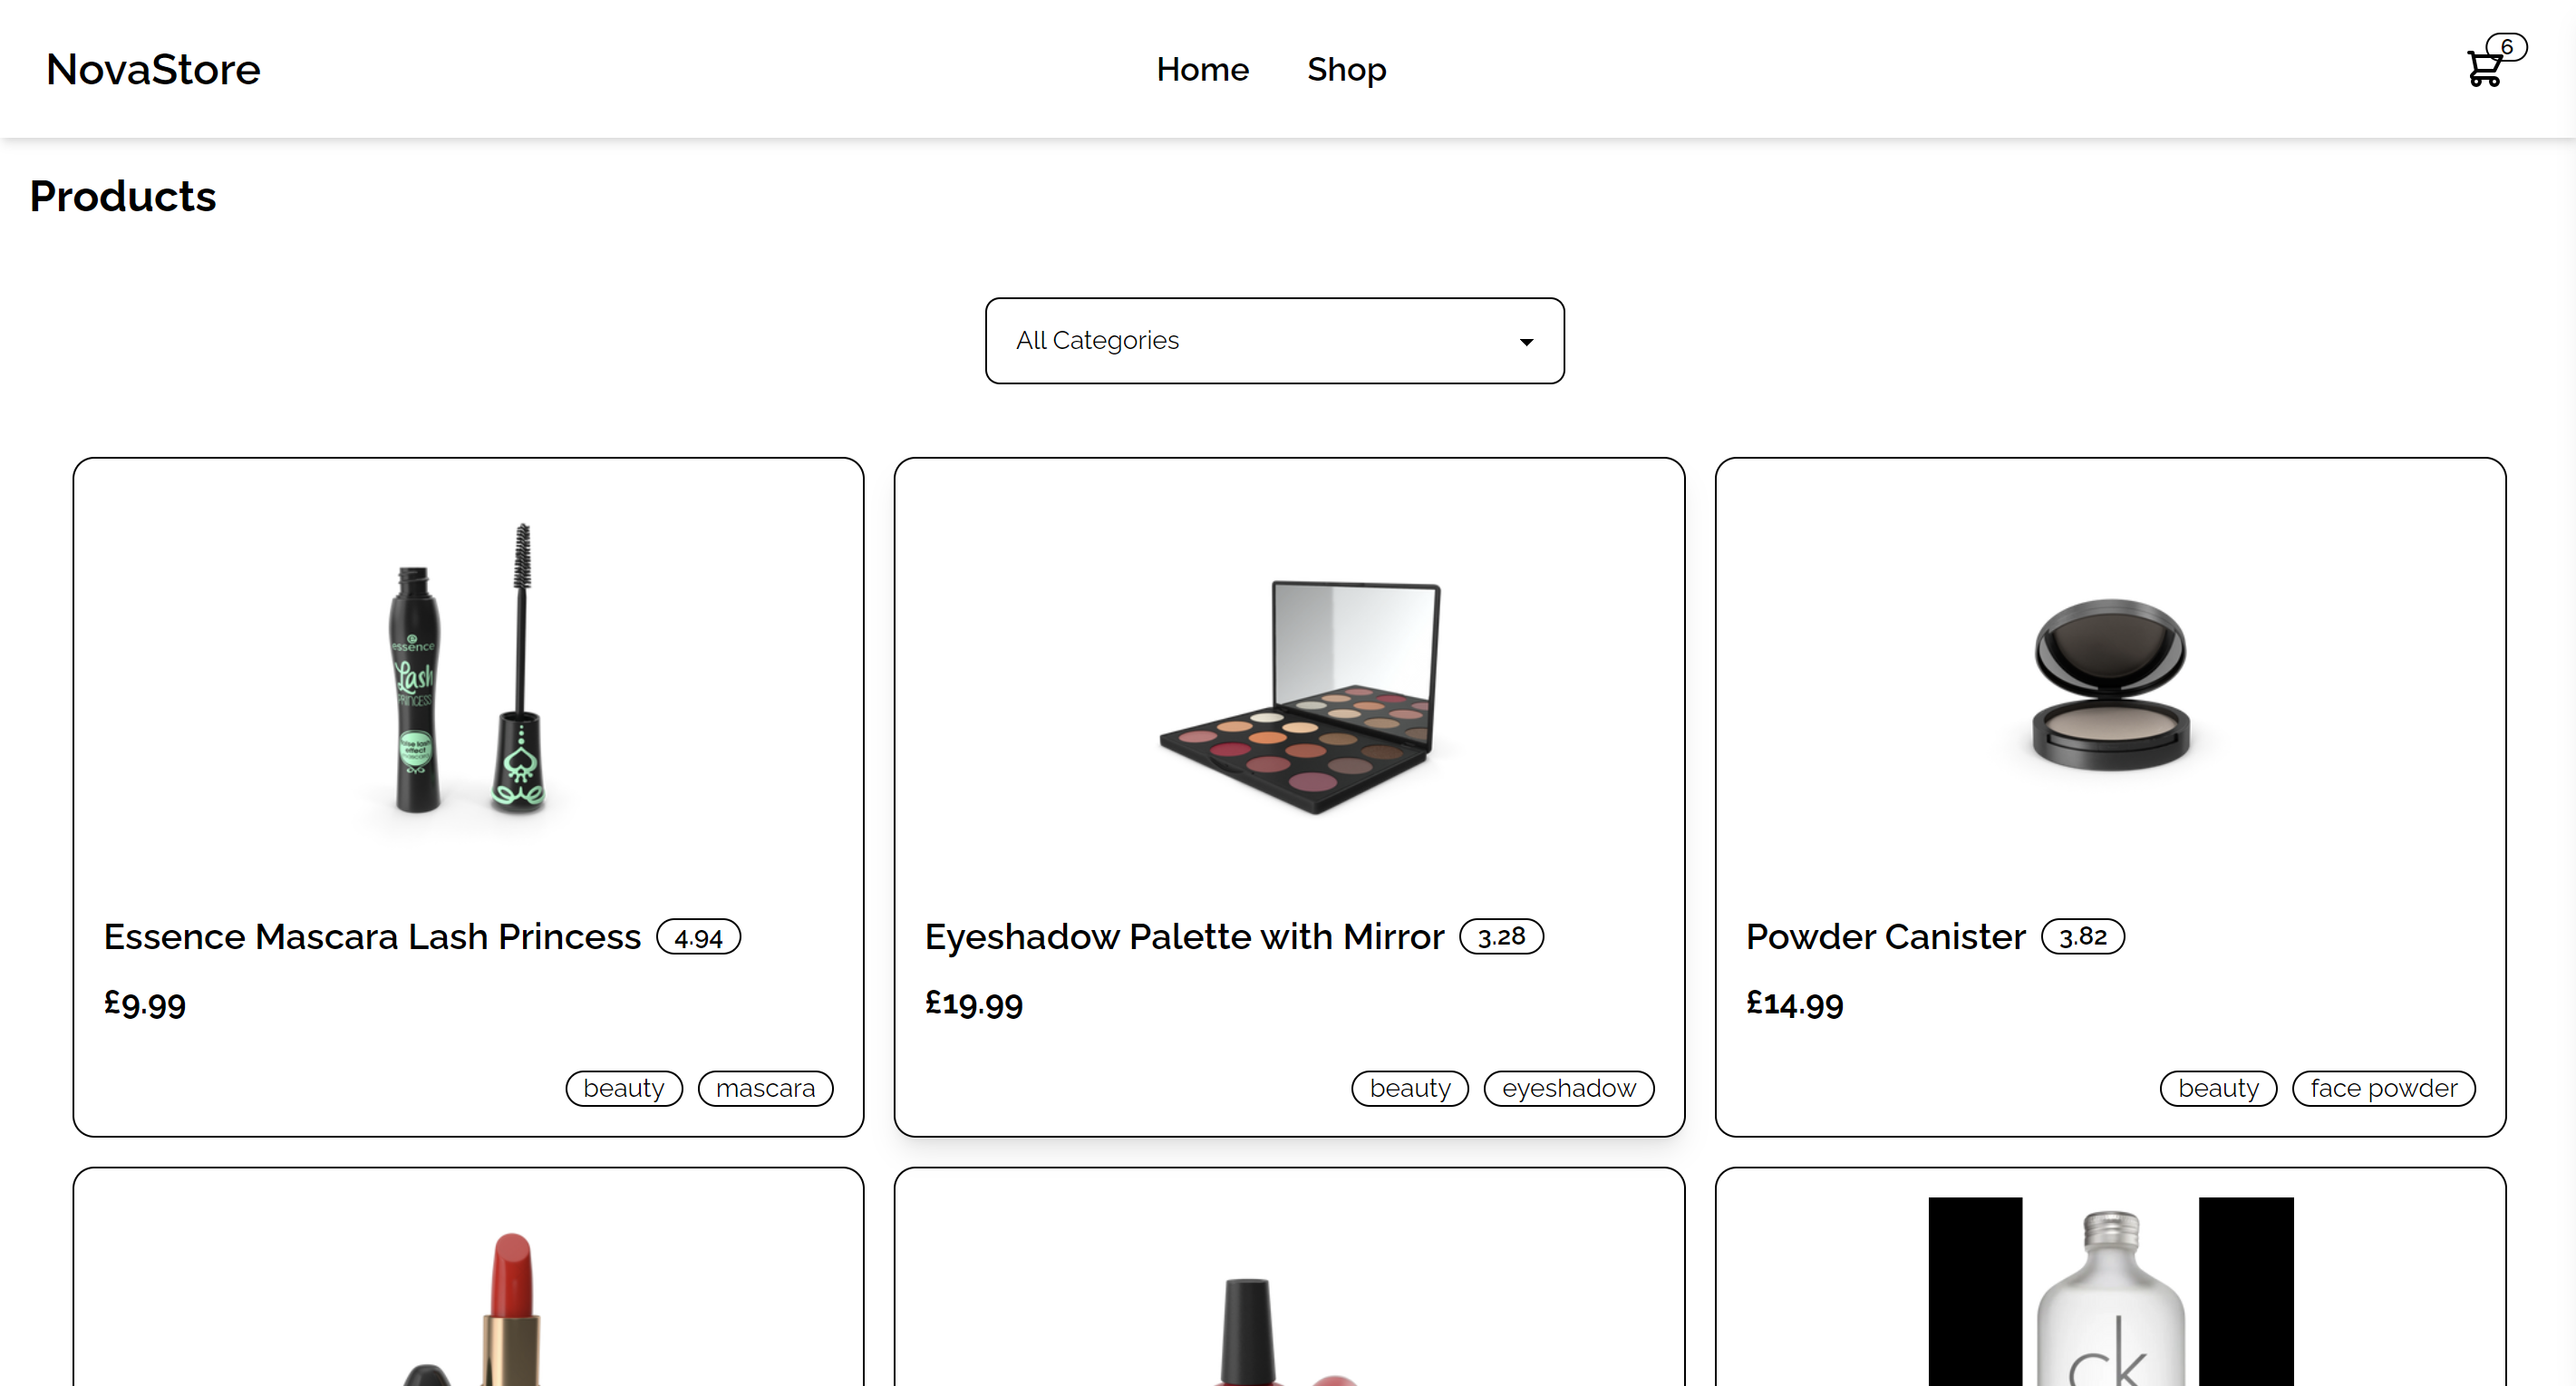 NovaStore
Home
Shop
6
Products
All Categories
essence
Lash
PRINCESS
false lash
effect
Essence Mascara Lash Princess
4.94
£9.99
beauty
mascara
Eyeshadow Palette with Mirror
3.28
£19.99
beauty
eyeshadow
Powder Canister
3.82
£14.99
beauty
face powder
ck